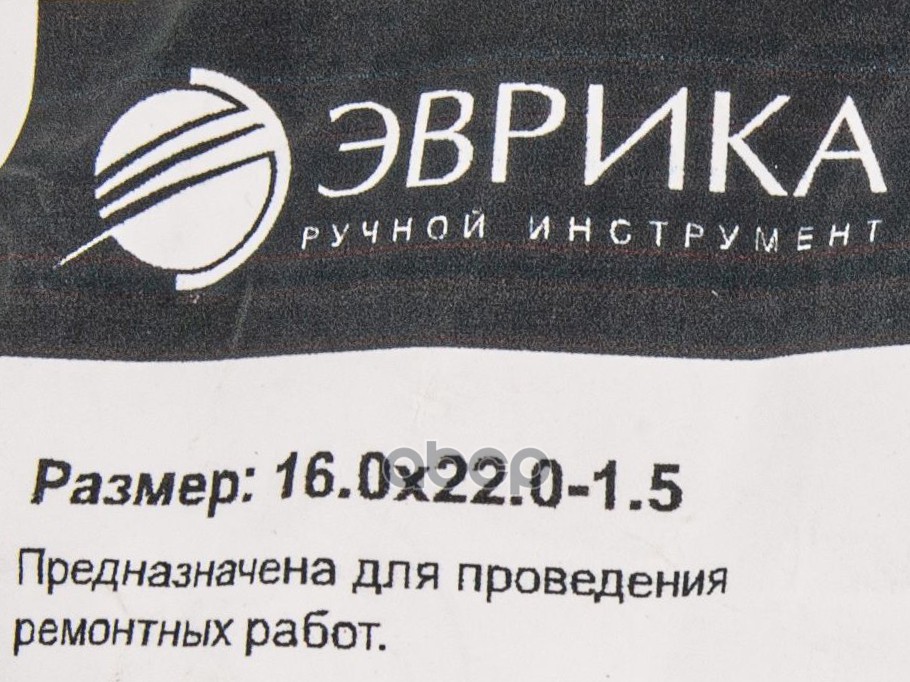 ЭВРИКА
РУЧНОЙ ИНСТРУМЕНТ
Размер: 16.0x22.0-1.5
Предназначена для проведения
ремонтных работ.